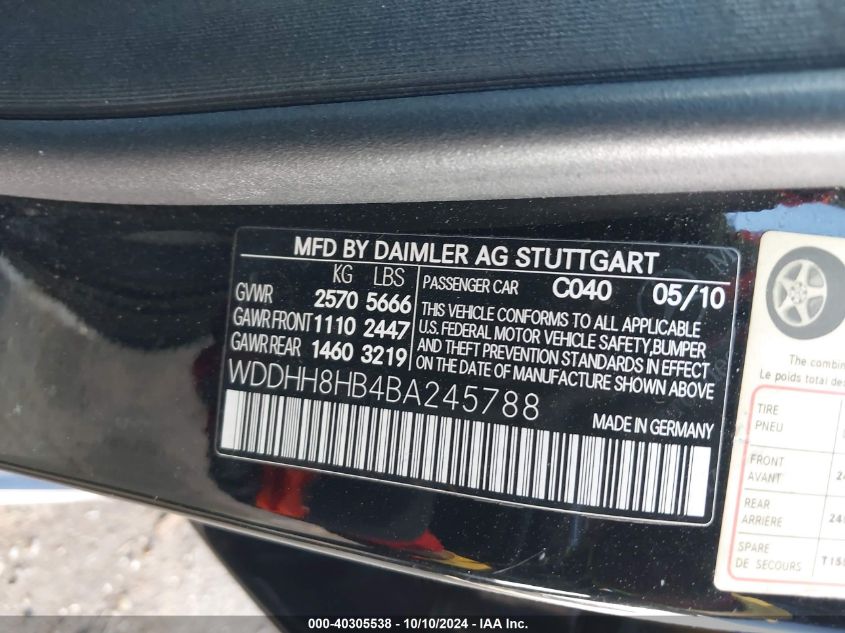 MFD BY DAIMLER AG STUTTGART
KG LBS
GVWR 2570 5666
GAWR FRONT 1110 2447
GAWR REAR 1460 3219
PASSENGER CAR C040 05/10
THIS VEHICLE CONFORMS TO ALL APPLICABLE
U.S. FEDERAL MOTOR VEHICLE SAFETY,BUMPER
AND THEFT PREVENTION STANDARDS IN EFFECT
ON THE DATE OF MANUFACTURE SHOWN ABOVE
WDDHH8HB4BA245788
MADE IN GERMANY
The combin
Le poids total des
TIRE
PNEU
FRONT
AVANT
REAR
ARRIÈRE
SPARE
DE SECOURS
000-40305538 - 10/10/2024 - IAA Inc.